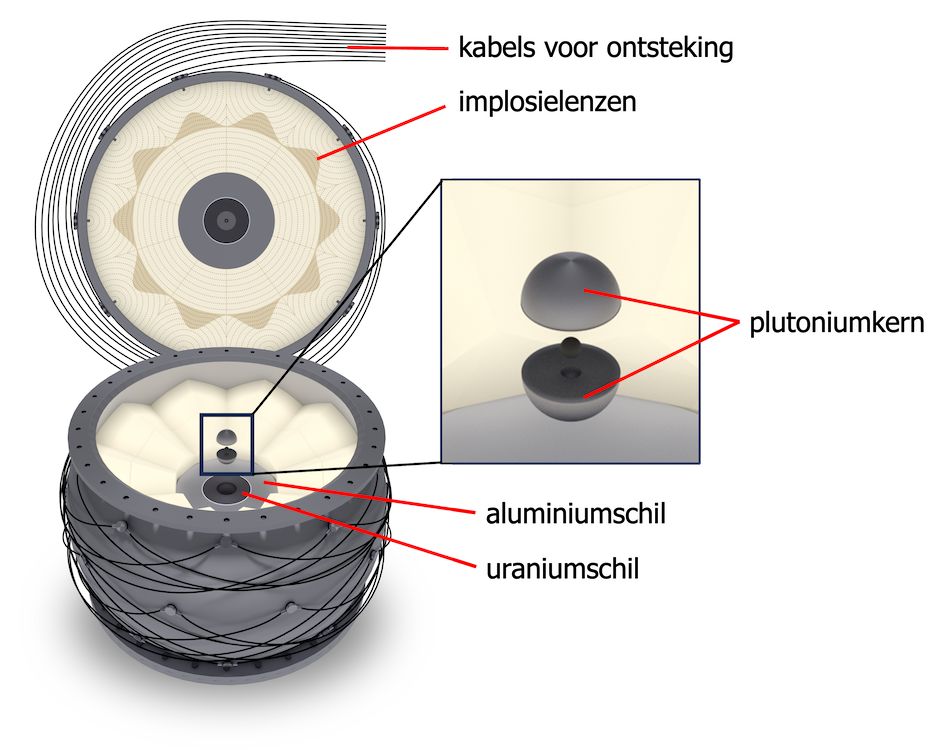 kabels voor ontsteking
implosielenzen
plutoniumkern
aluminiumschil
uraniumschil